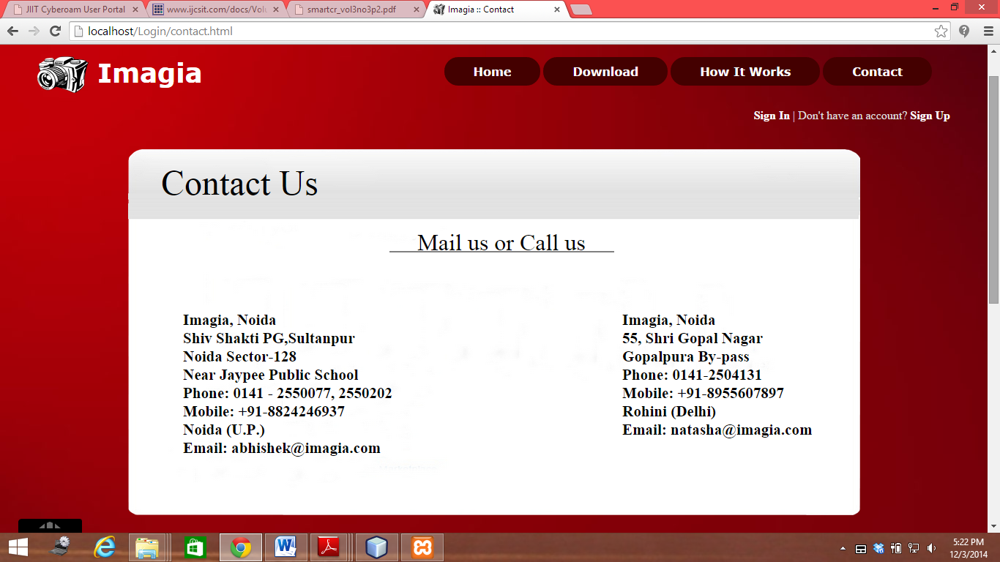 JIIT Cyberoam User Portal
www.ijcsit.com/docs/Volu
smartcr_vol3no3p2.pdf
Imagia :: Contact
localhost/Login/contact.html
Imagia
Home
Download
How It Works
Contact
Sign In | Don't have an account? Sign Up
Contact Us
Mail us or Call us
Imagia, Noida
Shiv Shakti PG,Sultanpur
Noida Sector-128
Near Jaypee Public School
Phone: 0141 - 2550077, 2550202
Mobile: +91-8824246937
Noida (U.P.)
Email: abhishek@imagia.com
Imagia, Noida
55, Shri Gopal Nagar
Gopalpura By-pass
Phone: 0141-2504131
Mobile: +91-8955607897
Rohini (Delhi)
Email: natasha@imagia.com
5:22 PM
12/3/2014